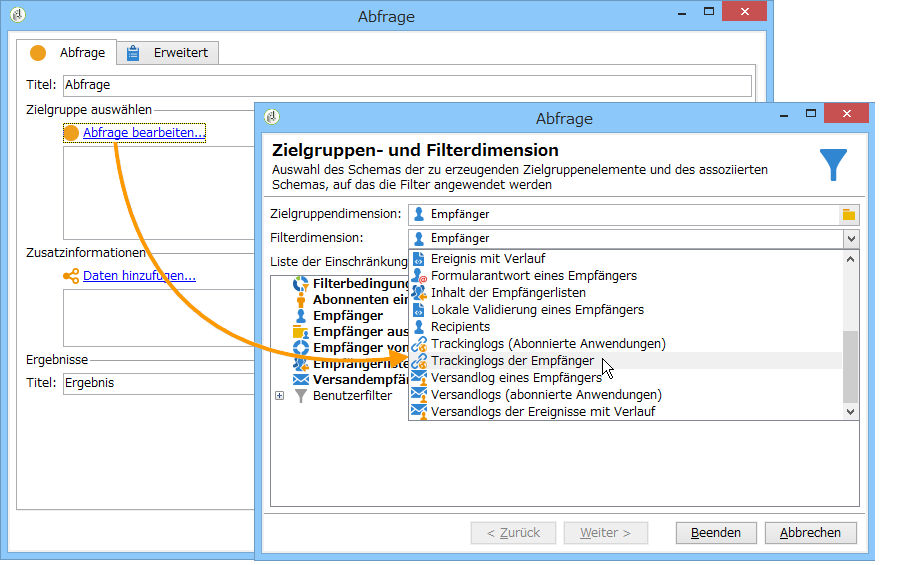 Abfrage
Abfrage
Erweitert
Titel:
Abfrage
Zielgruppe auswählen
Abfrage bearbeiten...
Zusatzinformationen
Daten hinzufügen...
Ergebnisse
Titel:
Ergebnis
Abfrage
Zielgruppen- und Filterdimension
Auswahl des Schemas der zu erzeugenden Zielgruppenelemente und des assoziierten
Schemas, auf das die Filter angewendet werden
Zielgruppendimension:
Empfänger
Filterdimension:
Empfänger
Liste der Einschränkung
Filterbedingung
Abonnenten ein
Empfänger
Empfänger aus
Empfänger von
Empfängerliste
Versandempfän
Benutzerfilter
Ereignis mit Verlauf
Formularantwort eines Empfängers
Inhalt der Empfängerlisten
Lokale Validierung eines Empfängers
Recipients
Trackinglogs (Abonnierte Anwendungen)
Trackinglogs der Empfänger
Versandlog eines Empfängers
Versandlogs (abonnierte Anwendungen)
Versandlogs der Ereignisse mit Verlauf
< Zurück
Weiter >
Beenden
Abbrechen